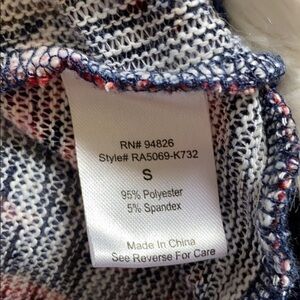 RN# 94826
Style# RA5069-K732
S
95% Polyester
5% Spandex
Made In China
See Reverse For Care